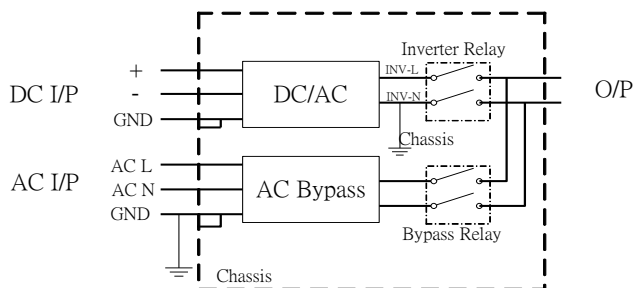 Inverter Relay
DC I/P
+
-
GND
DC/AC
INV-L
INV-N
O/P
Chassis
AC I/P
AC L
AC N
GND
AC Bypass
Bypass Relay
Chassis